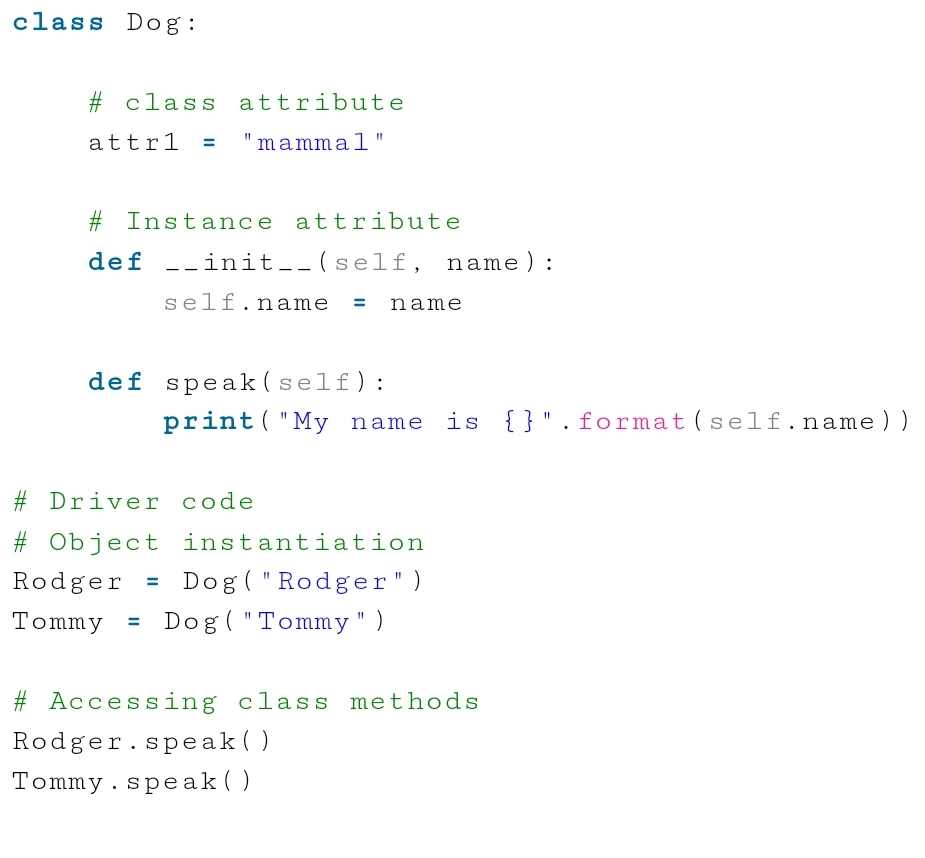 class Dog:
    # class attribute
    attr1 = "mammal"
    # Instance attribute
    def __init__(self, name):
        self.name = name
    def speak(self):
        print("My name is {}".format(self.name))
# Driver code
# Object instantiation
Rodger = Dog("Rodger")
Tommy = Dog("Tommy")
# Accessing class methods
Rodger.speak()
Tommy.speak()